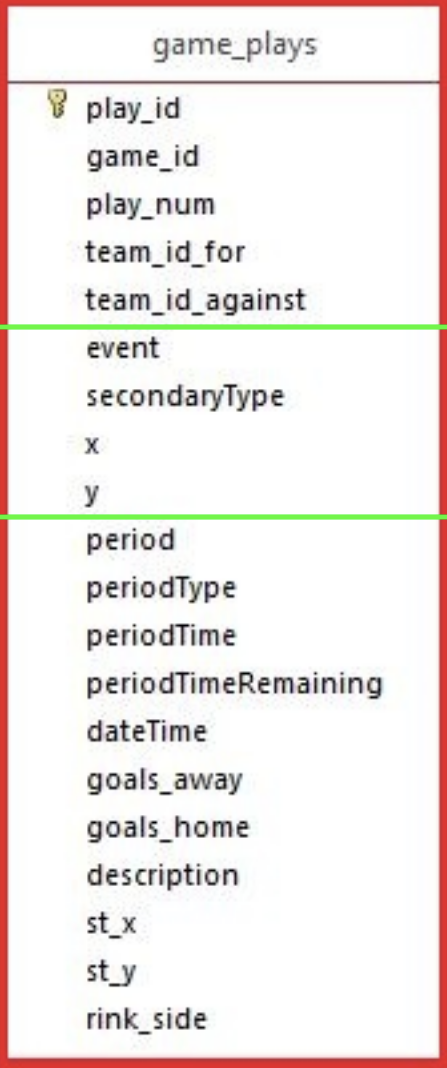 game_plays
play_id
game_id
play_num
team_id_for
team_id_against
event
secondaryType
x
y
period
periodType
periodTime
periodTimeRemaining
dateTime
goals_away
goals_home
description
st_x
st_y
rink_side